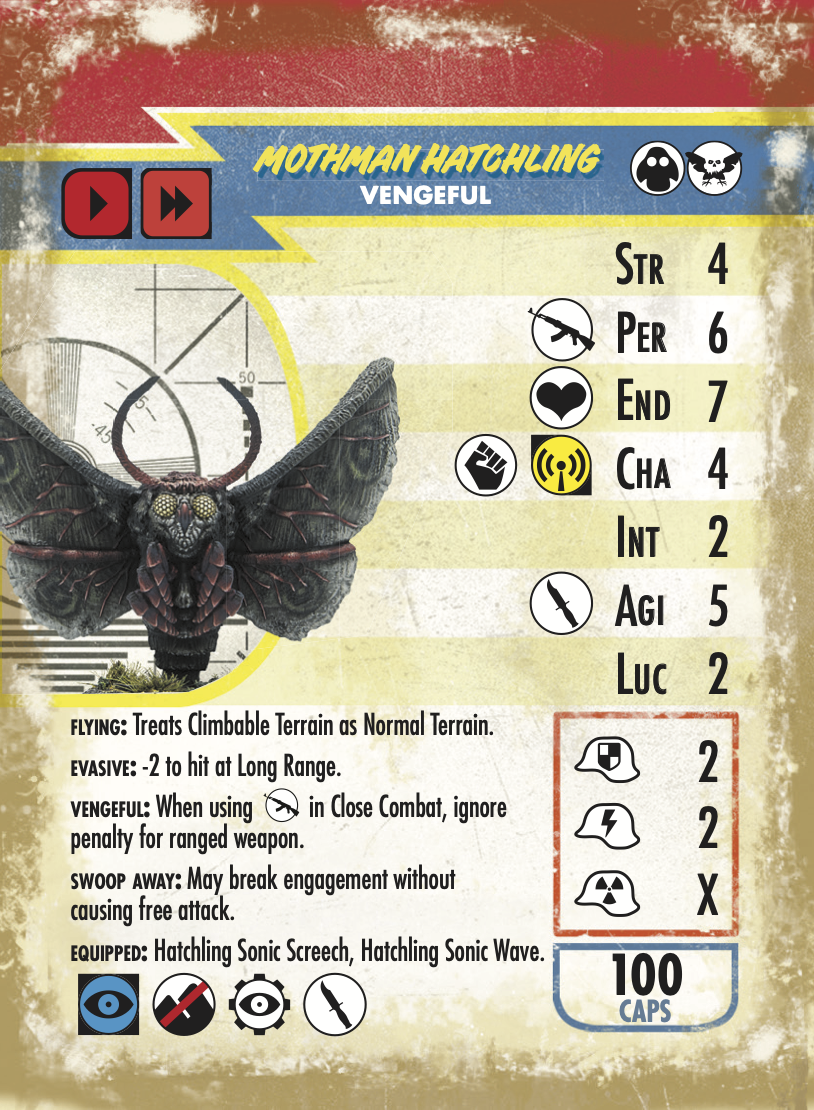 MOTHMAN HATCHLING
VENGEFUL
STR 4
PER 6
END 7
CHA 4
INT 2
AGI 5
LUC 2
50
.45
FLYING: Treats Climbable Terrain as Normal Terrain.
EVASIVE: -2 to hit at Long Range.
VENGEFUL: When using in Close Combat, ignore
penalty for ranged weapon.
SWOOP AWAY: May break engagement without
causing free attack.
EQUIPPED: Hatchling Sonic Screech, Hatchling Sonic Wave.
2
2
X
100
CAPS